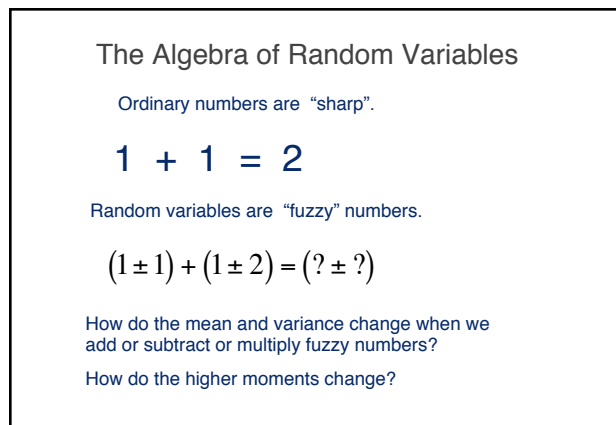 The Algebra of Random Variables
Ordinary numbers are “sharp”.
1 + 1 = 2
Random variables are “fuzzy” numbers.
(1 ± 1) + (1 ± 2) = (? ± ?)
How do the mean and variance change when we
add or subtract or multiply fuzzy numbers?
How do the higher moments change?